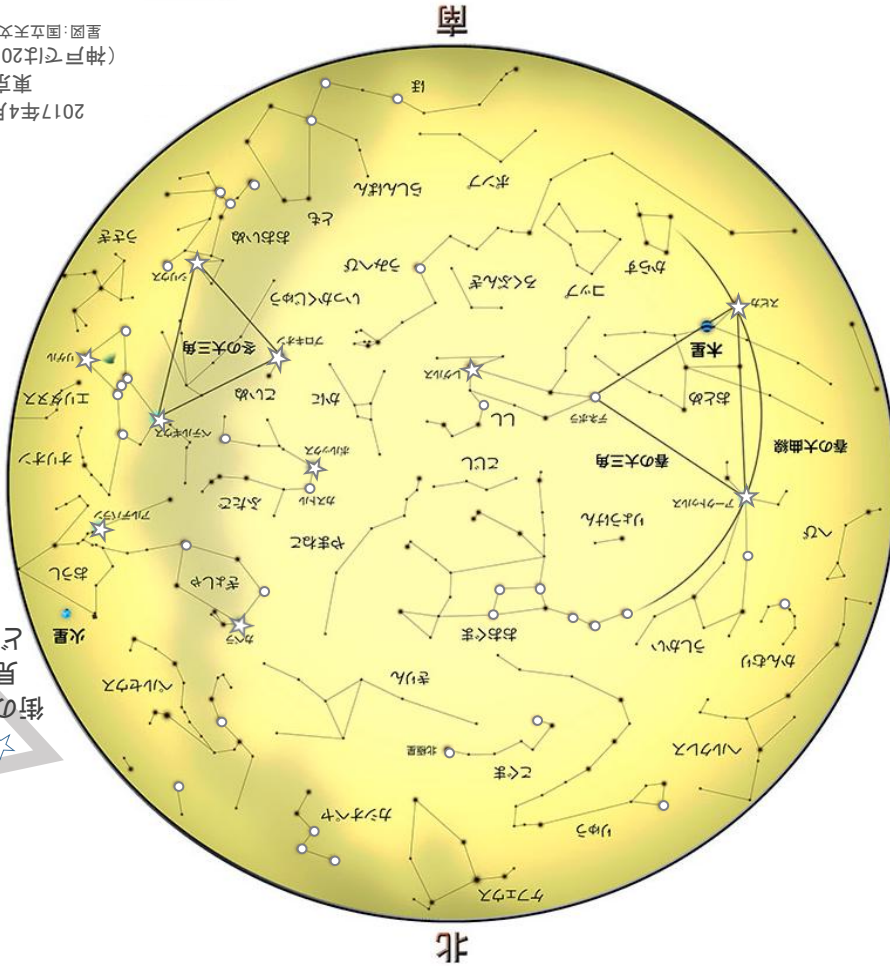 北
ケフェウス
りゅう
カシオペヤ
こぐま
北極星
ヘルクレス
きりん
ペルセウス
かんむり
うしかい
おおぐま
カペラ
火星
街の
見
ど
ぎょしゃ
おうし
へび
りょうけん
やまねこ
アークトゥルス
ふたご
カストル
アルデバラン
春の大三角
こじし
ポルックス
オリオン
春の大曲線
デネボラ
しし
ベテルギウス
おとめ
かに
こいぬ
エリダヌス
木星
レグルス
プロキオン
冬の大三角
リゲル
スピカ
コップ
ろくぶんぎ
いっかくじゅう
シリウス
からす
うみへび
おおいぬ
うさぎ
とも
ポンプ
らしんばん
ほ
2017年4月
東京
(神戸では20
星図:国立天文
南